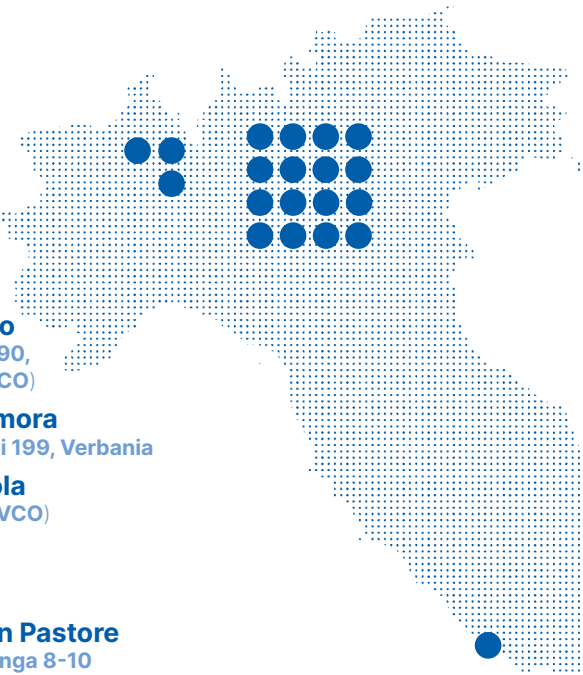 o
90,
CO)
mora
i 199, Verbania
ola
VCO)
n Pastore
nga 8-10